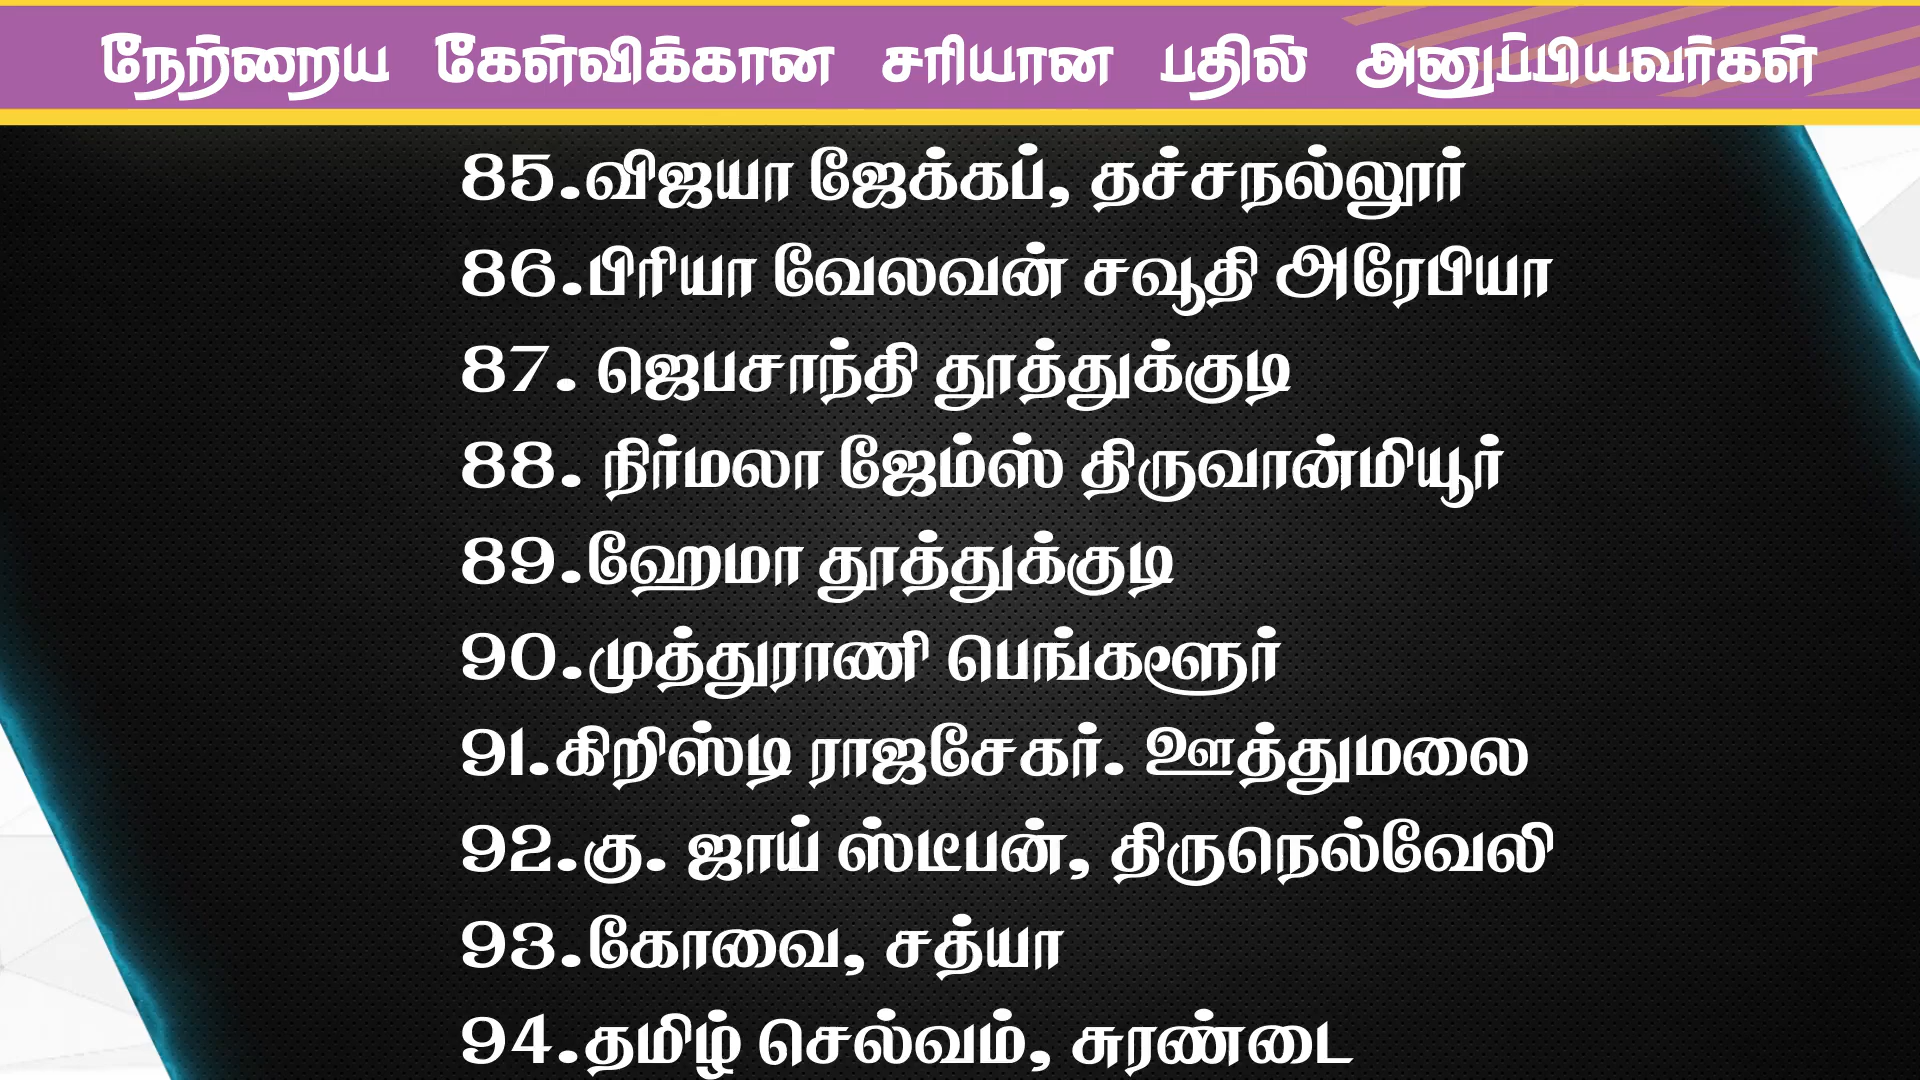 நேற்றைய கேள்விக்கான சரியான பதில் அனுப்பியவர்கள்
85.விஜயா ஜேக்கப், தச்சநல்லூர்
86.பிரியா வேலவன் சவூதி அரேபியா
87. ஜெபசாந்தி தூத்துக்குடி
88. நிர்மலா ஜேம்ஸ் திருவான்மியூர்
89.ஹேமா தூத்துக்குடி
90.முத்துராணி பெங்களூர்
91.கிறிஸ்டி ராஜசேகர். ஊத்துமலை
92.கு. ஜாய் ஸ்டீபன், திருநெல்வேலி
93.கோவை, சத்யா
94.தமிழ் செல்வம், சுரண்டை